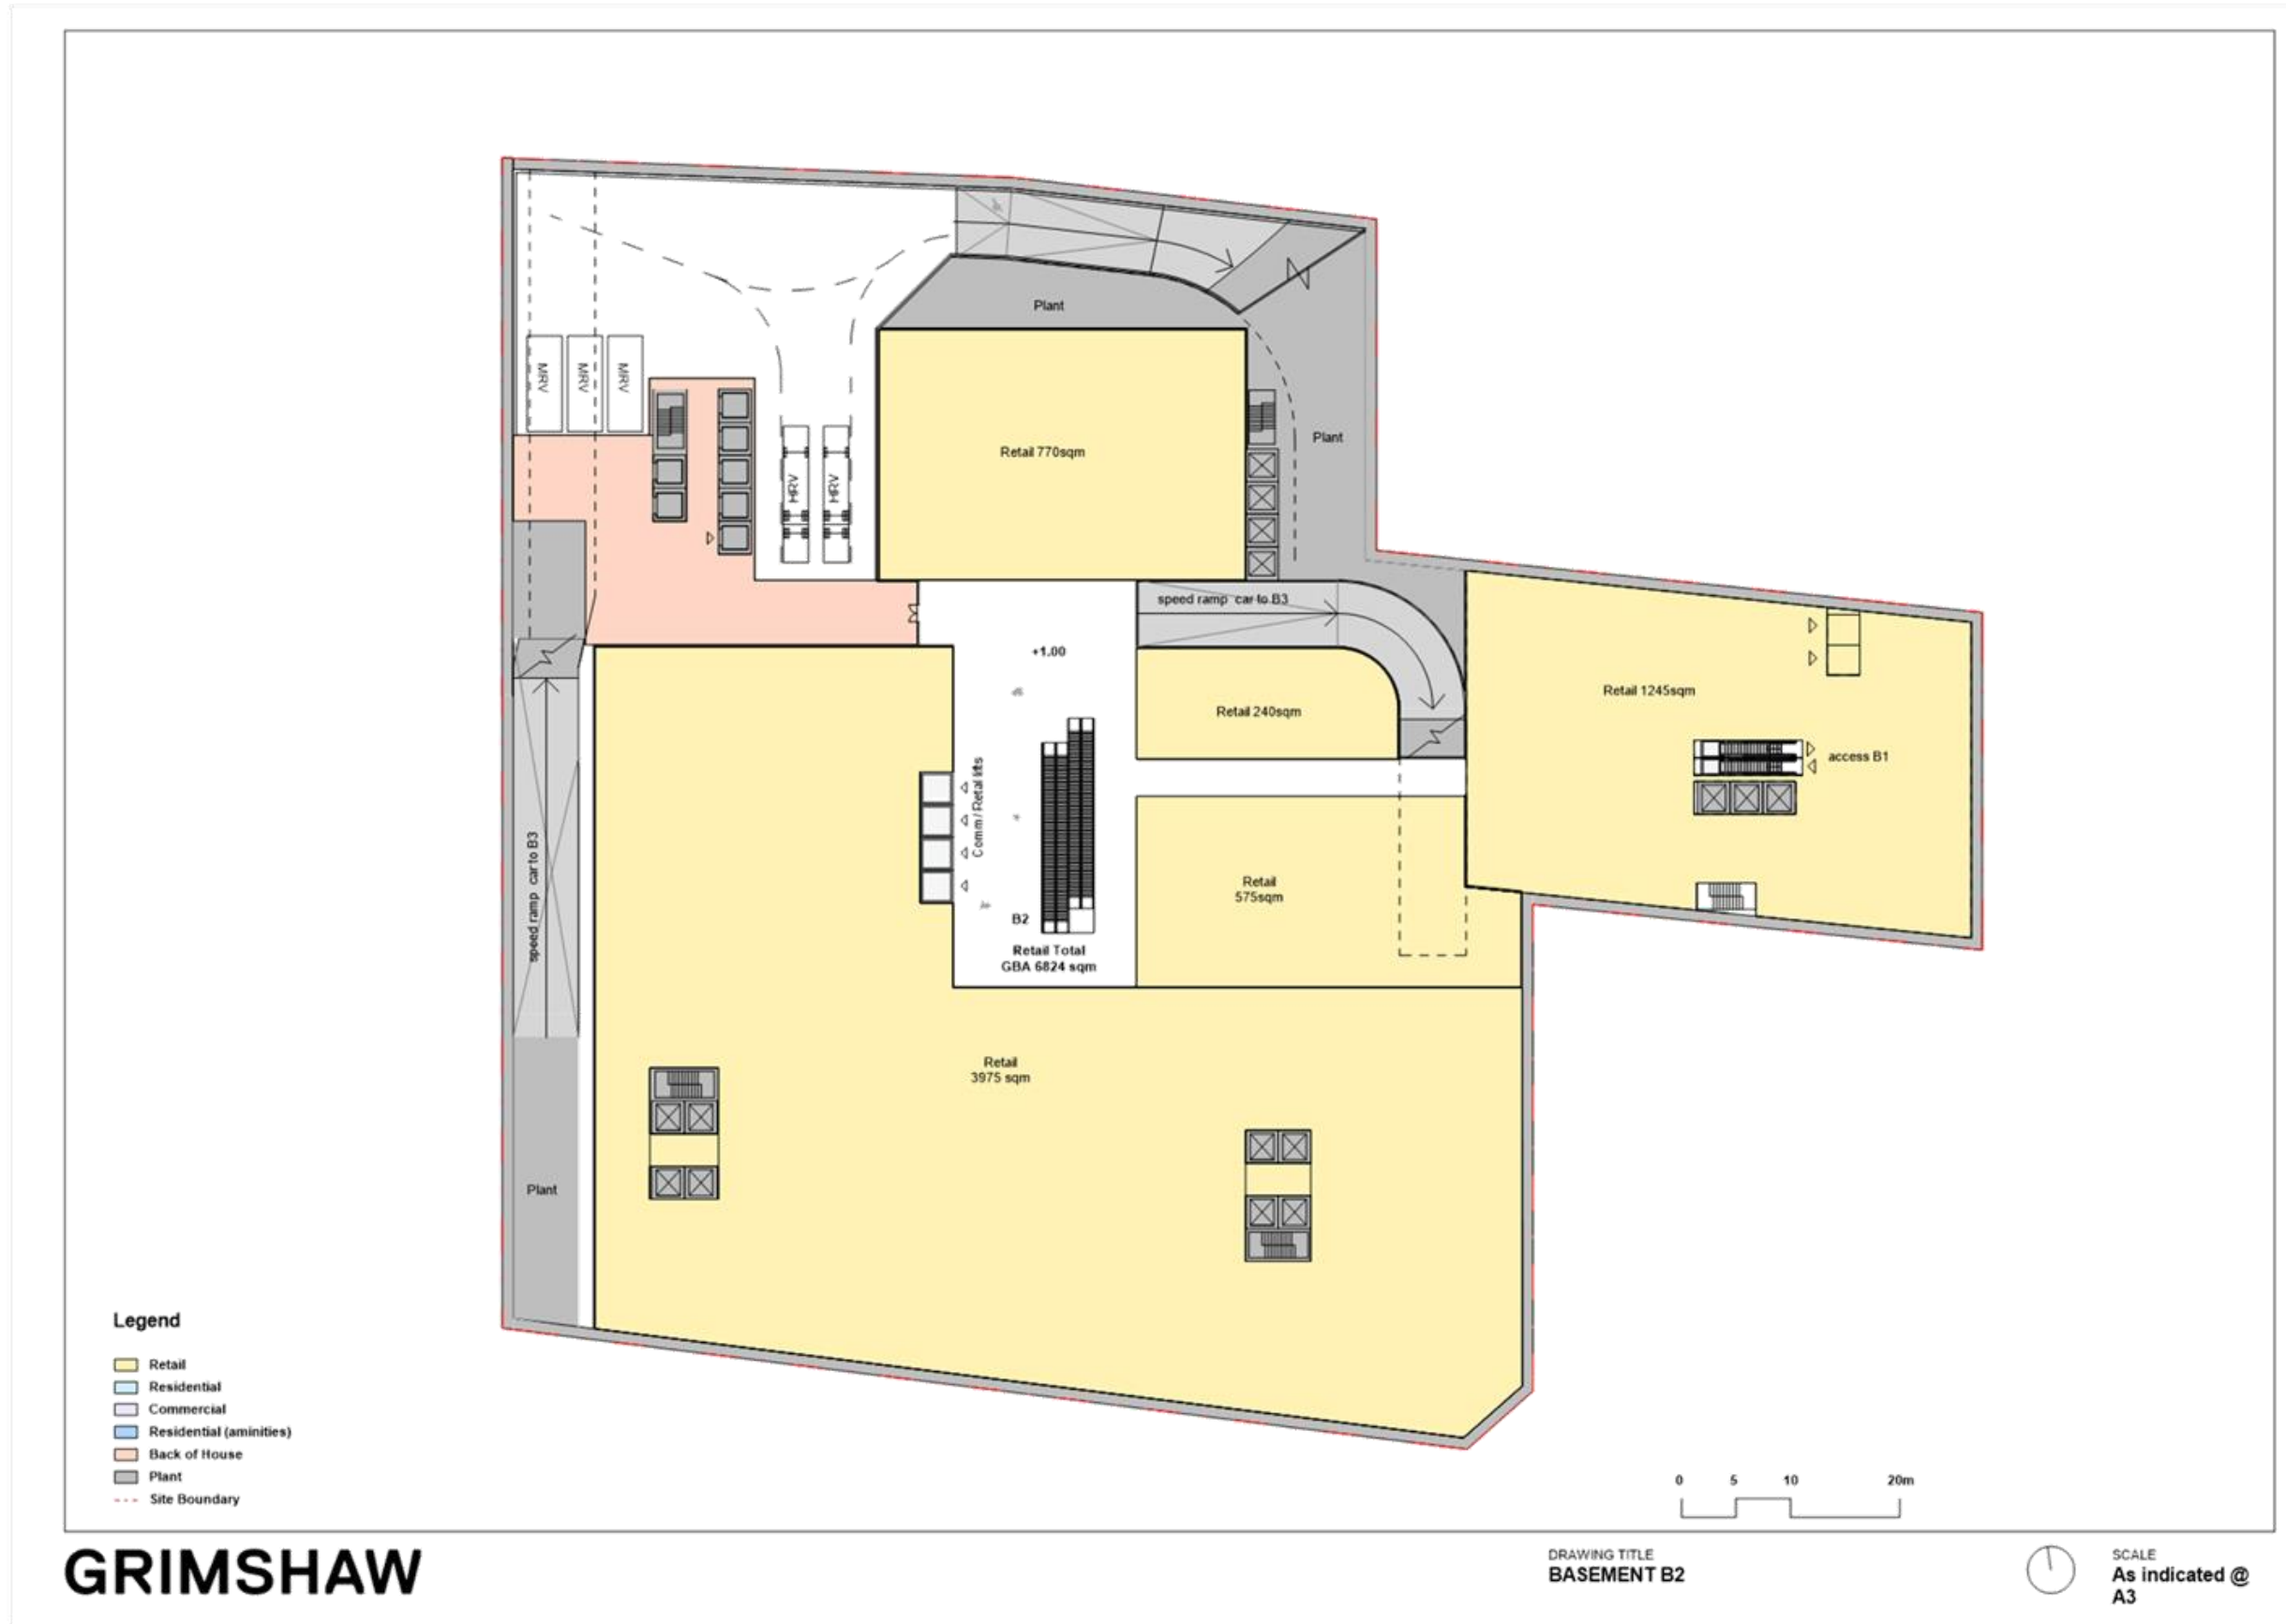 Plant
MRV
MRV
MRV
Retail 770sqm
Plant
HRV
HRV
speed ramp car to B3
+1.00
Retail 240sqm
Retail 1245sqm
access B1
Comm / Retail lifts
speed ramp car to B3
Retail
575sqm
B2
Retail Total
GBA 6824 sqm
Retail
3975 sqm
Plant
Legend
Retail
Residential
Commercial
Residential (aminities)
Back of House
Plant
Site Boundary
0 5 10 20m
GRIMSHAW
DRAWING TITLE
BASEMENT B2
SCALE
As indicated @
A3